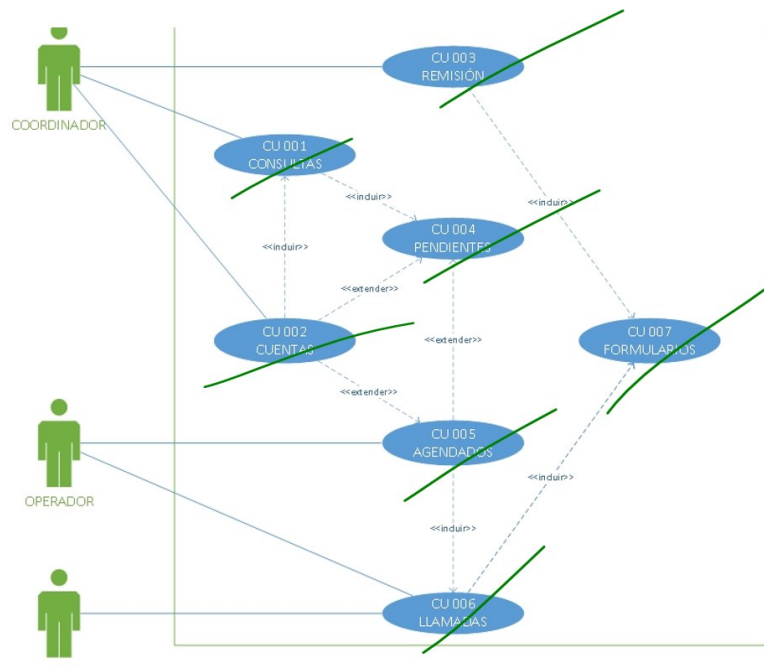 CU 003
REMISIÓN
COORDINADOR
CU 001
CONSULTAS
<<incluir>>
<<incluir>>
CU 004
PENDIENTES
<<incluir>>
<<extender>>
CU 002
CUENTAS
<<extender>>
CU 007
FORMULARIOS
<<extender>>
CU 005
AGENDADOS
OPERADOR
<<incluir>>
<<incluir>>
CU 006
LLAMADAS